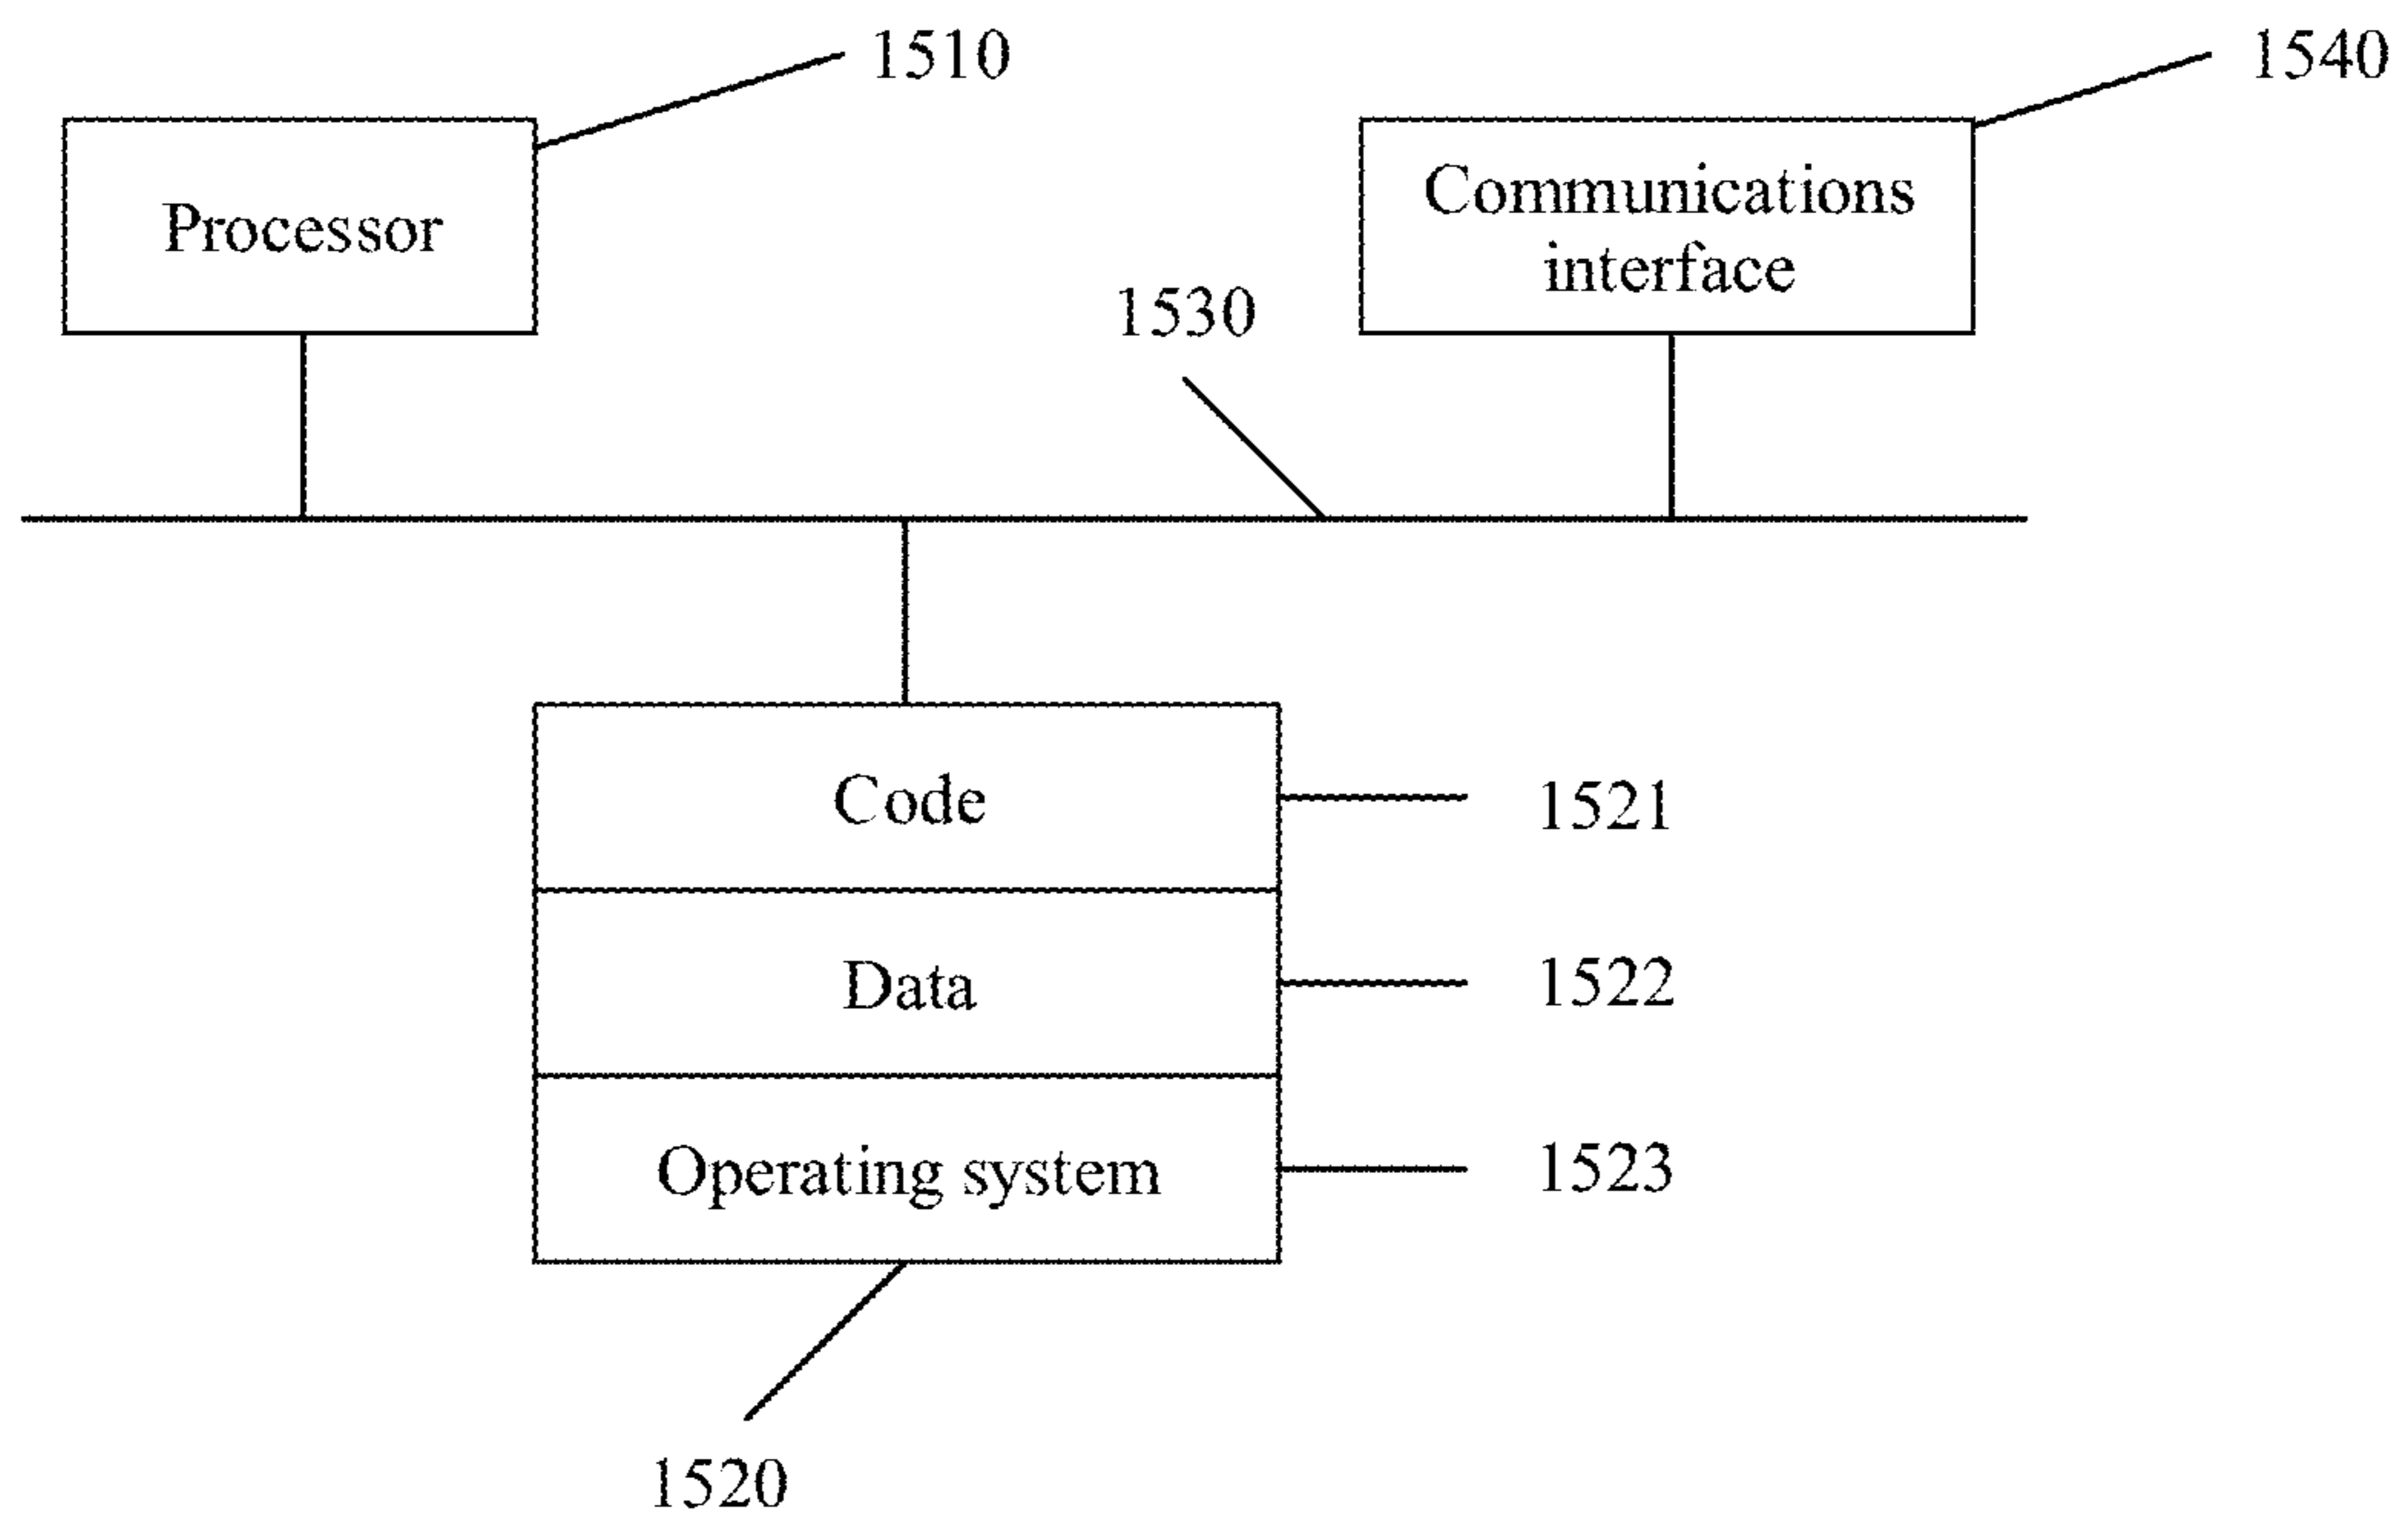 1510
1540
Processor
Communications
interface
1530
Code
1521
Data
1522
Operating system
1523
1520